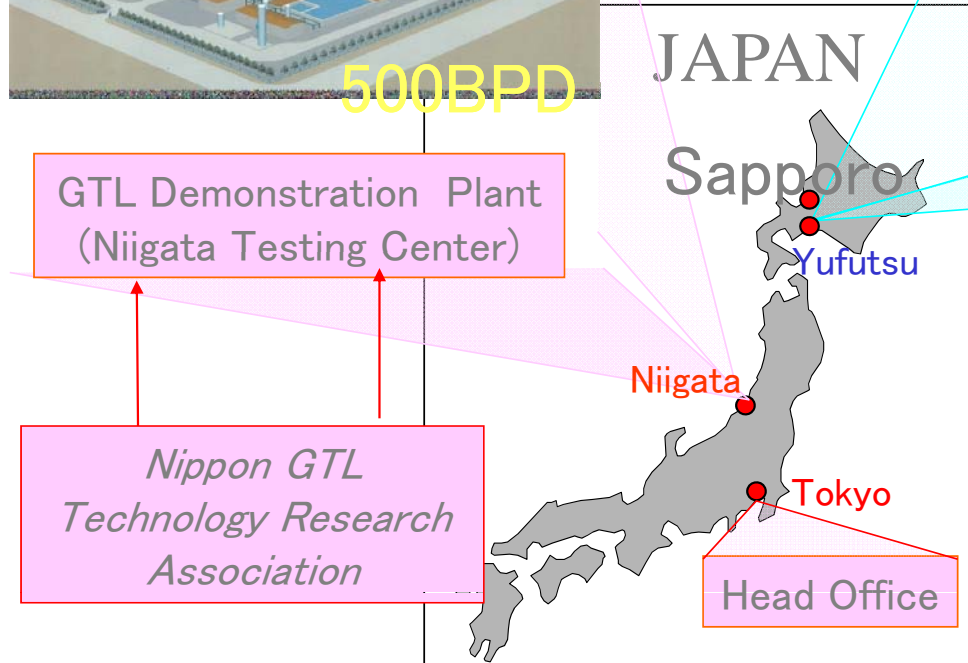 500BPD
JAPAN
Sapporo
Yufutsu
GTL Demonstration Plant
(Niigata Testing Center)
Niigata
Nippon GTL
Technology Research
Association
Tokyo
Head Office